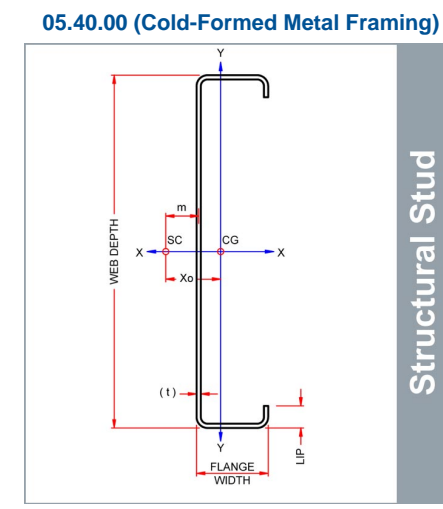 05.40.00 (Cold-Formed Metal Framing)
Y
m
SC
CG
X
X
Xo
WEB DEPTH
(t)
Y
FLANGE
WIDTH
LIP
Structural Stud